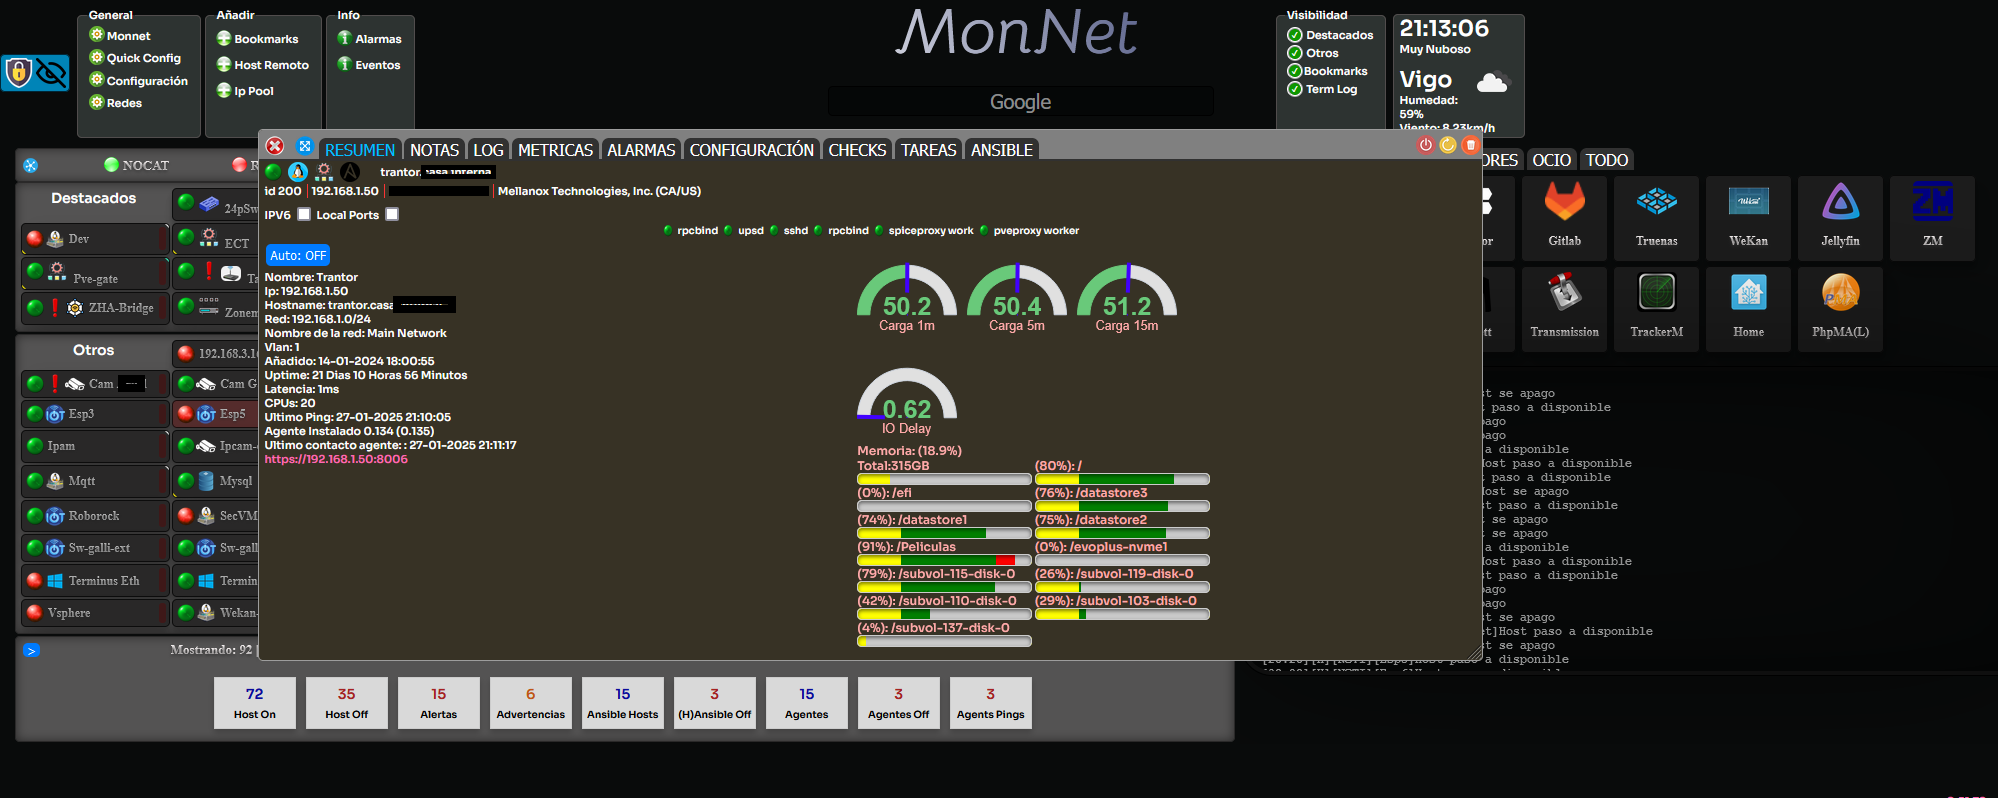 General
Monnet
Quick Config
Configuración
Redes
Añadir
Bookmarks
Host Remoto
Ip Pool
Info
Alarmas
Eventos
MonNet
Google
Visibilidad
Destacados
Otros
Bookmarks
Term Log
21:13:06
Muy Nuboso
Vigo
Humedad:
59%
Viento: 8.23km/h
NOCAT
R
Destacados
24pSw
Dev
ECT
Pve-gate
Ta
ZHA-Bridge
Zonem
Otros
192.168.3.1
Cam
Cam G
Esp3
Esp5
Ipam
Ipcam-
Mqtt
Mysql
Roborock
SecVM
Sw-galli-ext
Sw-gall
Terminus Eth
Termin
Vsphere
Wekan-
>
Mostrando: 92
RESUMEN NOTAS LOG METRICAS ALARMAS CONFIGURACIÓN CHECKS TAREAS ANSIBLE
trantor.casa.interna
id 200 192.168.1.50 Mellanox Technologies, Inc. (CA/US)
IPV6 Local Ports
rpcbind upsd sshd rpcbind spiceproxy work pveproxy worker
Auto: OFF
Nombre: Trantor
Ip: 192.168.1.50
Hostname: trantor.casa
Red: 192.168.1.0/24
Nombre de la red: Main Network
Vlan: 1
Añadido: 14-01-2024 18:00:55
Uptime: 21 Dias 10 Horas 56 Minutos
Latencia: 1ms
CPUs: 20
Ultimo Ping: 27-01-2025 21:10:05
Agente Instalado 0.134 (0.135)
Ultimo contacto agente: : 27-01-2025 21:11:17
https://192.168.1.50:8006
50.2
Carga 1m
50.4
Carga 5m
51.2
Carga 15m
0.62
IO Delay
Memoria: (18.9%)
Total:315GB
(80%): /
(0%): /efi
(76%): /datastore3
(74%): /datastore1
(75%): /datastore2
(91%): /Peliculas
(0%): /evoplus-nvme1
(79%): /subvol-115-disk-0
(26%): /subvol-119-disk-0
(42%): /subvol-110-disk-0
(29%): /subvol-103-disk-0
(4%): /subvol-137-disk-0
ORES OCIO TODO
or
Gitlab
Truenas
WeKan
Jellyfin
ZM
ZM
tt
Transmission
TrackerM
Home
PhpMA(L)
st se apago
paso a disponible
ago
ago
a disponible
Host paso a disponible
t paso a disponible
Host se apago
t paso a disponible
t se apago
ago
a disponible
Host paso a disponible
t paso a disponible
ago
ago
st se apago
et]Host paso a disponible
st se apago
a disponible
72
Host On
35
Host Off
15
Alertas
6
Advertencias
15
Ansible Hosts
3
(H)Ansible Off
15
Agentes
3
Agentes Off
3
Agents Pings